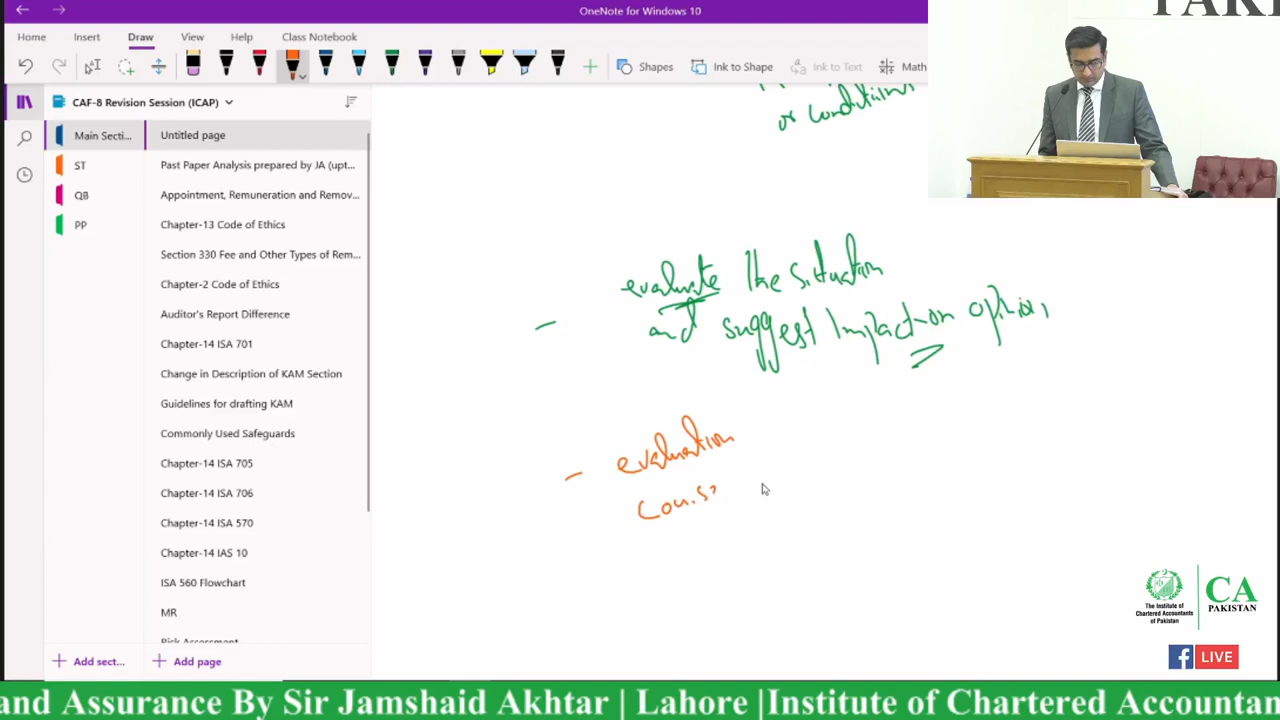 OneNote for Windows 10
Home Insert Draw View Help Class Notebook
Shapes Ink to Shape Ink to Text Math
CAF-8 Revision Session (ICAP)
Main Secti...
ST
QB
PP
Untitled page
Past Paper Analysis prepared by JA (upt...
Appointment, Remuneration and Remov...
Chapter-13 Code of Ethics
Section 330 Fee and Other Types of Rem...
Chapter-2 Code of Ethics
Auditor's Report Difference
Chapter-14 ISA 701
Change in Description of KAM Section
Guidelines for drafting KAM
Commonly Used Safeguards
Chapter-14 ISA 705
Chapter-14 ISA 706
Chapter-14 ISA 570
Chapter-14 IAS 10
ISA 560 Flowchart
MR
Risk Assessment
+ Add sect... + Add page
or conditions
evaluate the situation
- and suggest impact on opinion
- evaluation
The Institute of
Chartered Accountants
of Pakistan
CA
PAKISTAN
LIVE
and Assurance By Sir Jamshaid Akhtar | Lahore |Institute of Chartered Accountan